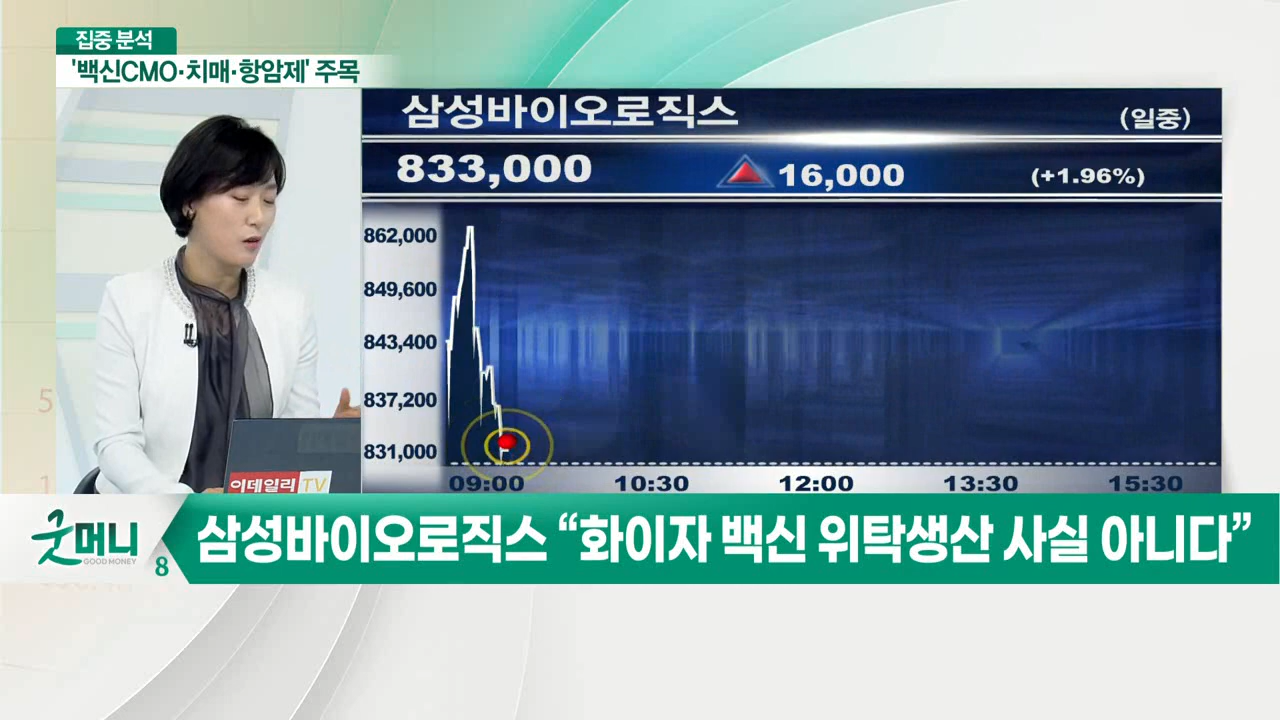 집중 분석
'백신CMO·치매·항암제' 주목
삼성바이오로직스 (일중)
833,000 ▲ 16,000 (+1.96%)
862,000
849,600
843,400
837,200
831,000
09:00 10:30 12:00 13:30 15:30
5
1
이데일리TV
굿머니
GOOD MONEY
8
삼성바이오로직스 “화이자 백신 위탁생산 사실 아니다”